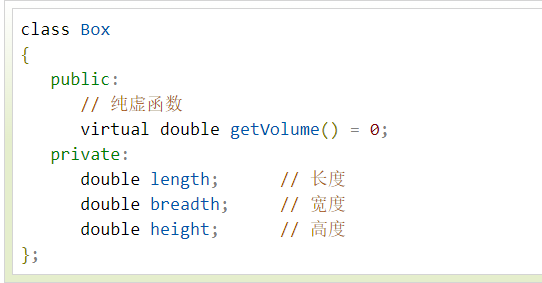 class Box
{
   public:
      // 纯虚函数
      virtual double getVolume() = 0;
   private:
      double length;      // 长度
      double breadth;     // 宽度
      double height;      // 高度
};